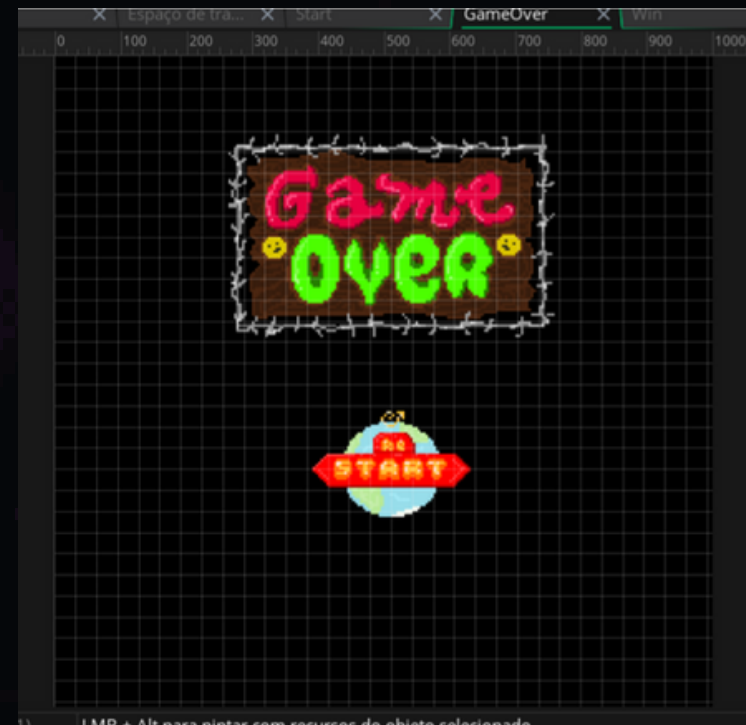 Espaço de tra... Start GameOver Win
0 100 200 300 400 500 600 700 800 900 1000
Game
OVER
RE
START
LMB + Alt para pintar com recursos do objeto selecionado